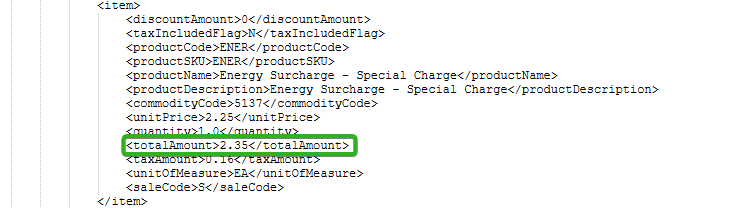 <item>
<discountAmount>0</discountAmount>
<taxIncludedFlag>N</taxIncludedFlag>
<productCode>ENER</productCode>
<productSKU>ENER</productSKU>
<productName>Energy Surcharge - Special Charge</productName>
<productDescription>Energy Surcharge - Special Charge</productDescription>
<commodityCode>5137</commodityCode>
<unitPrice>2.25</unitPrice>
<quantity>1.0</quantity>
<totalAmount>2.35</totalAmount>
<taxAmount>0.16</taxAmount>
<unitOfMeasure>EA</unitOfMeasure>
<saleCode>S</saleCode>
</item>